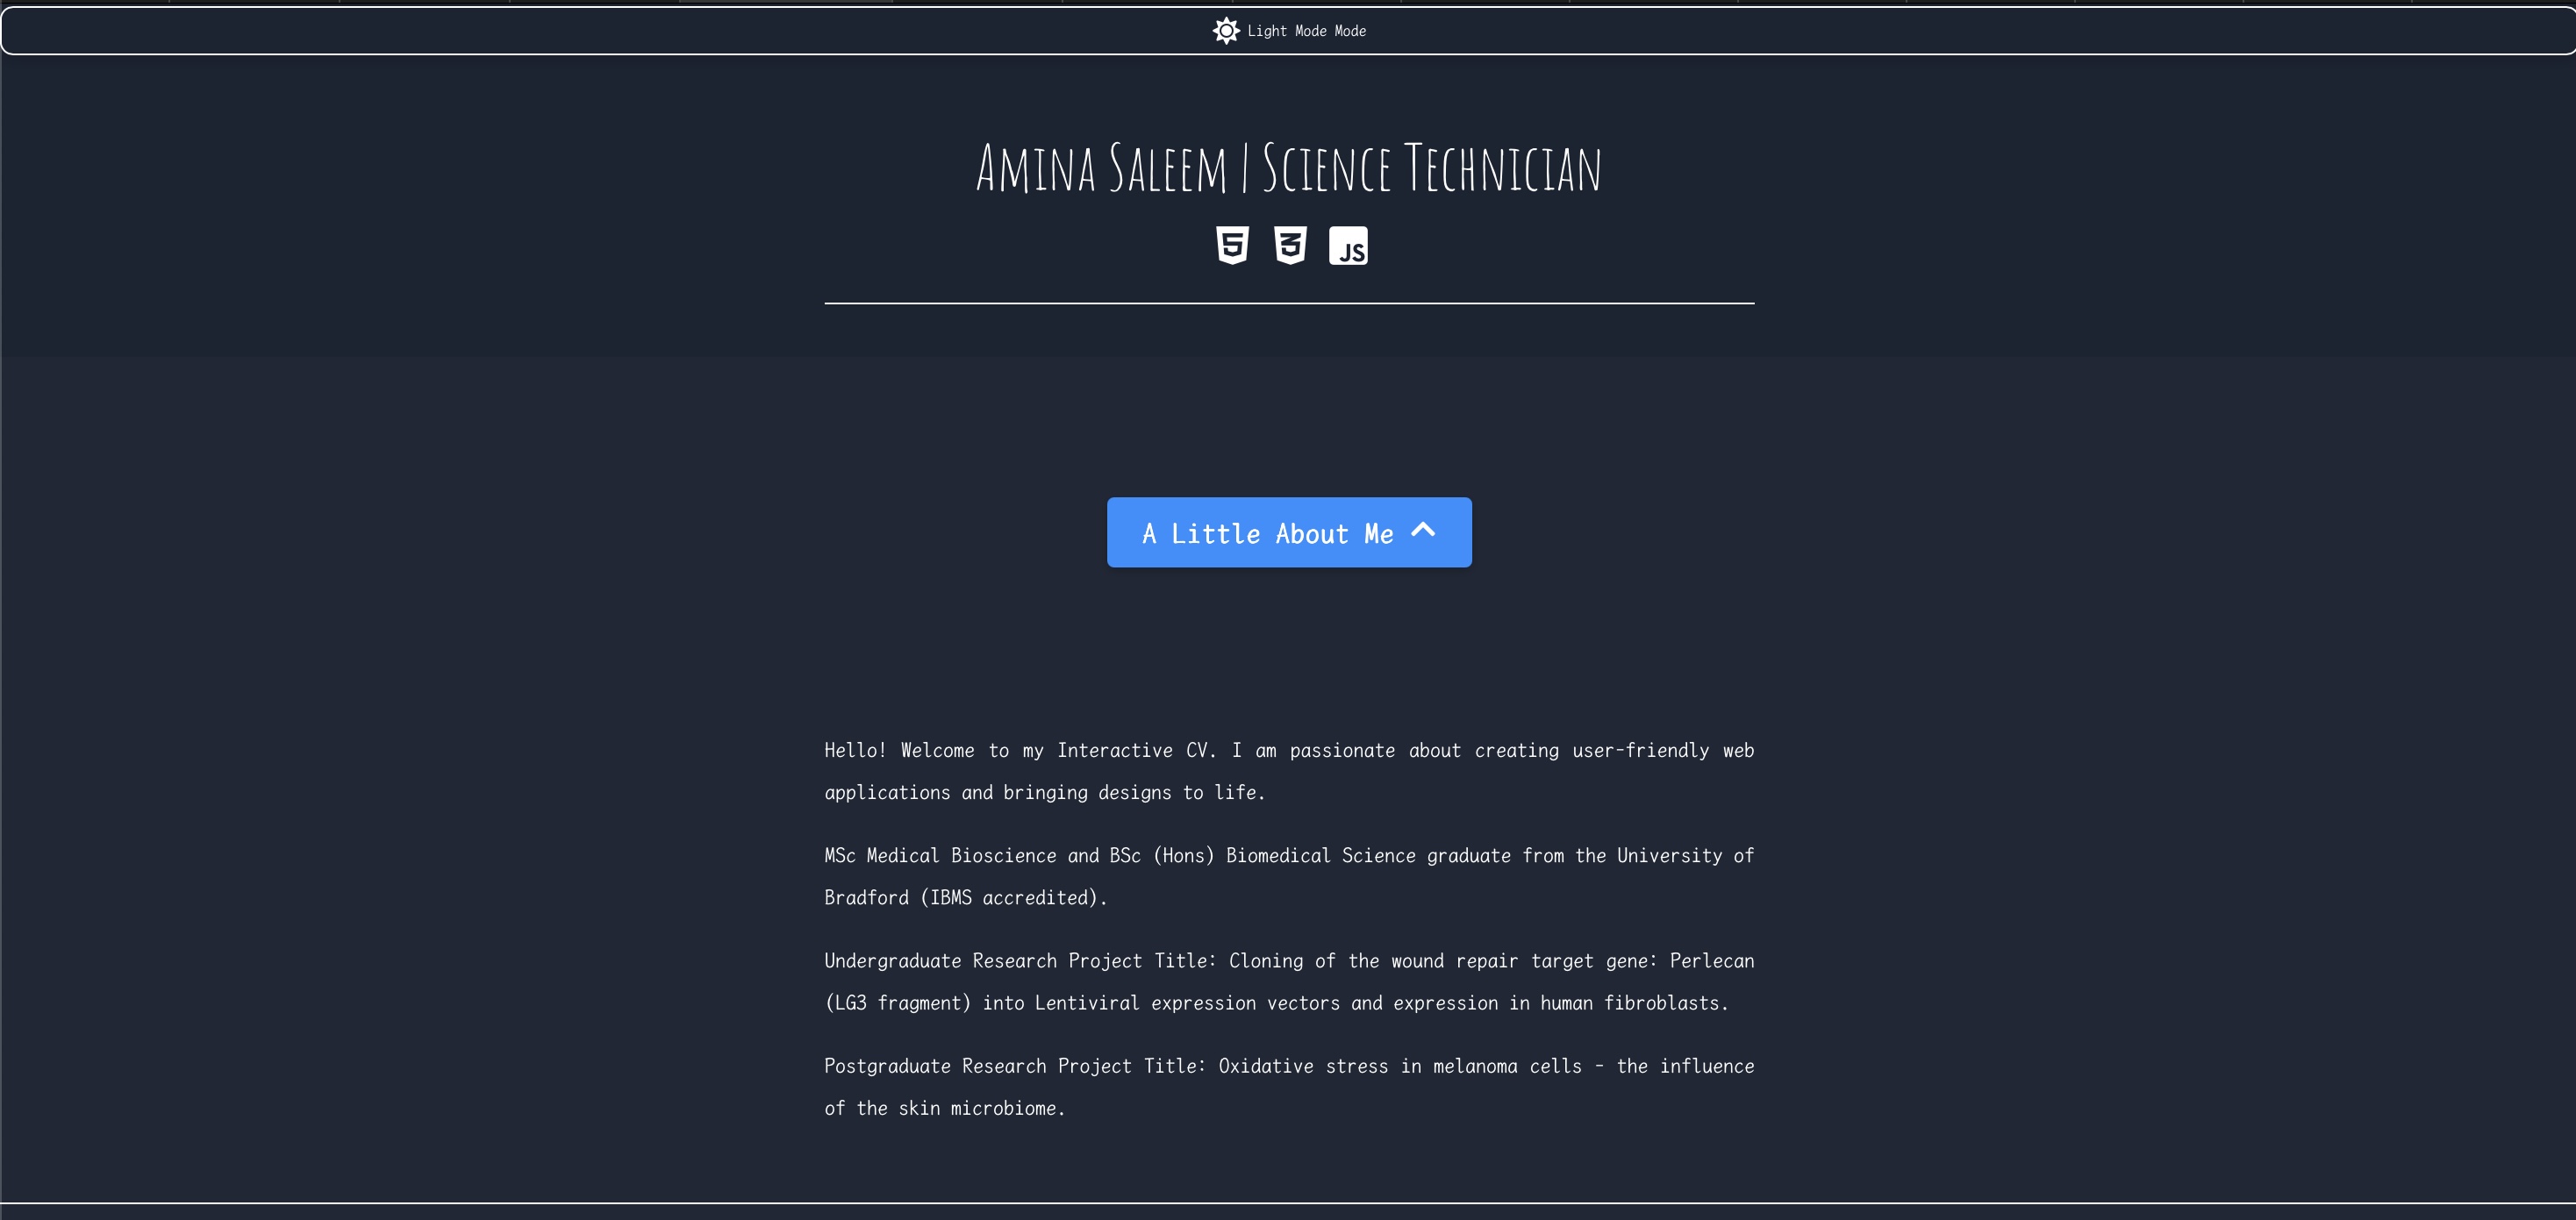 Light Mode Mode
Amina Saleem | Science Technician
5 3 JS
A Little About Me
Hello! Welcome to my Interactive CV. I am passionate about creating user-friendly web
applications and bringing designs to life.
MSc Medical Bioscience and BSc (Hons) Biomedical Science graduate from the University of
Bradford (IBMS accredited).
Undergraduate Research Project Title: Cloning of the wound repair target gene: Perlecan
(LG3 fragment) into Lentiviral expression vectors and expression in human fibroblasts.
Postgraduate Research Project Title: Oxidative stress in melanoma cells - the influence
of the skin microbiome.